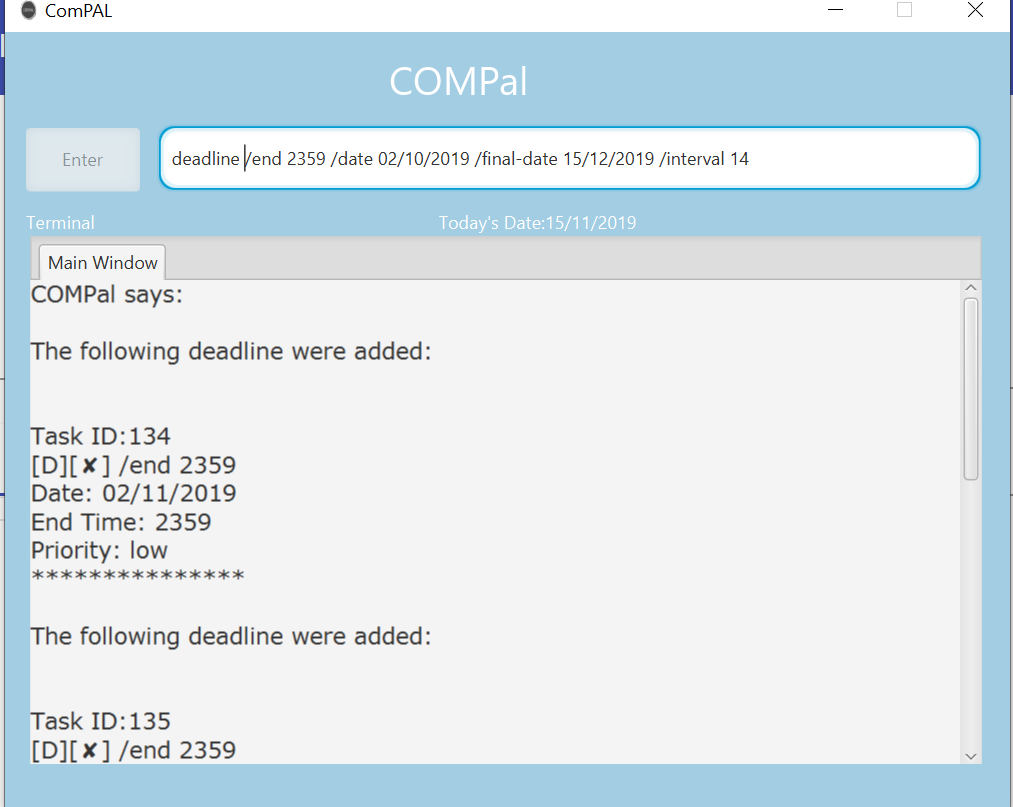 ComPAL
COMPal
Enter
deadline /end 2359 /date 02/10/2019 /final-date 15/12/2019 /interval 14
Terminal
Today's Date:15/11/2019
Main Window
COMPal says:
The following deadline were added:
Task ID:134
[D][✘] /end 2359
Date: 02/11/2019
End Time: 2359
Priority: low
***************
The following deadline were added:
Task ID:135
[D][✘] /end 2359